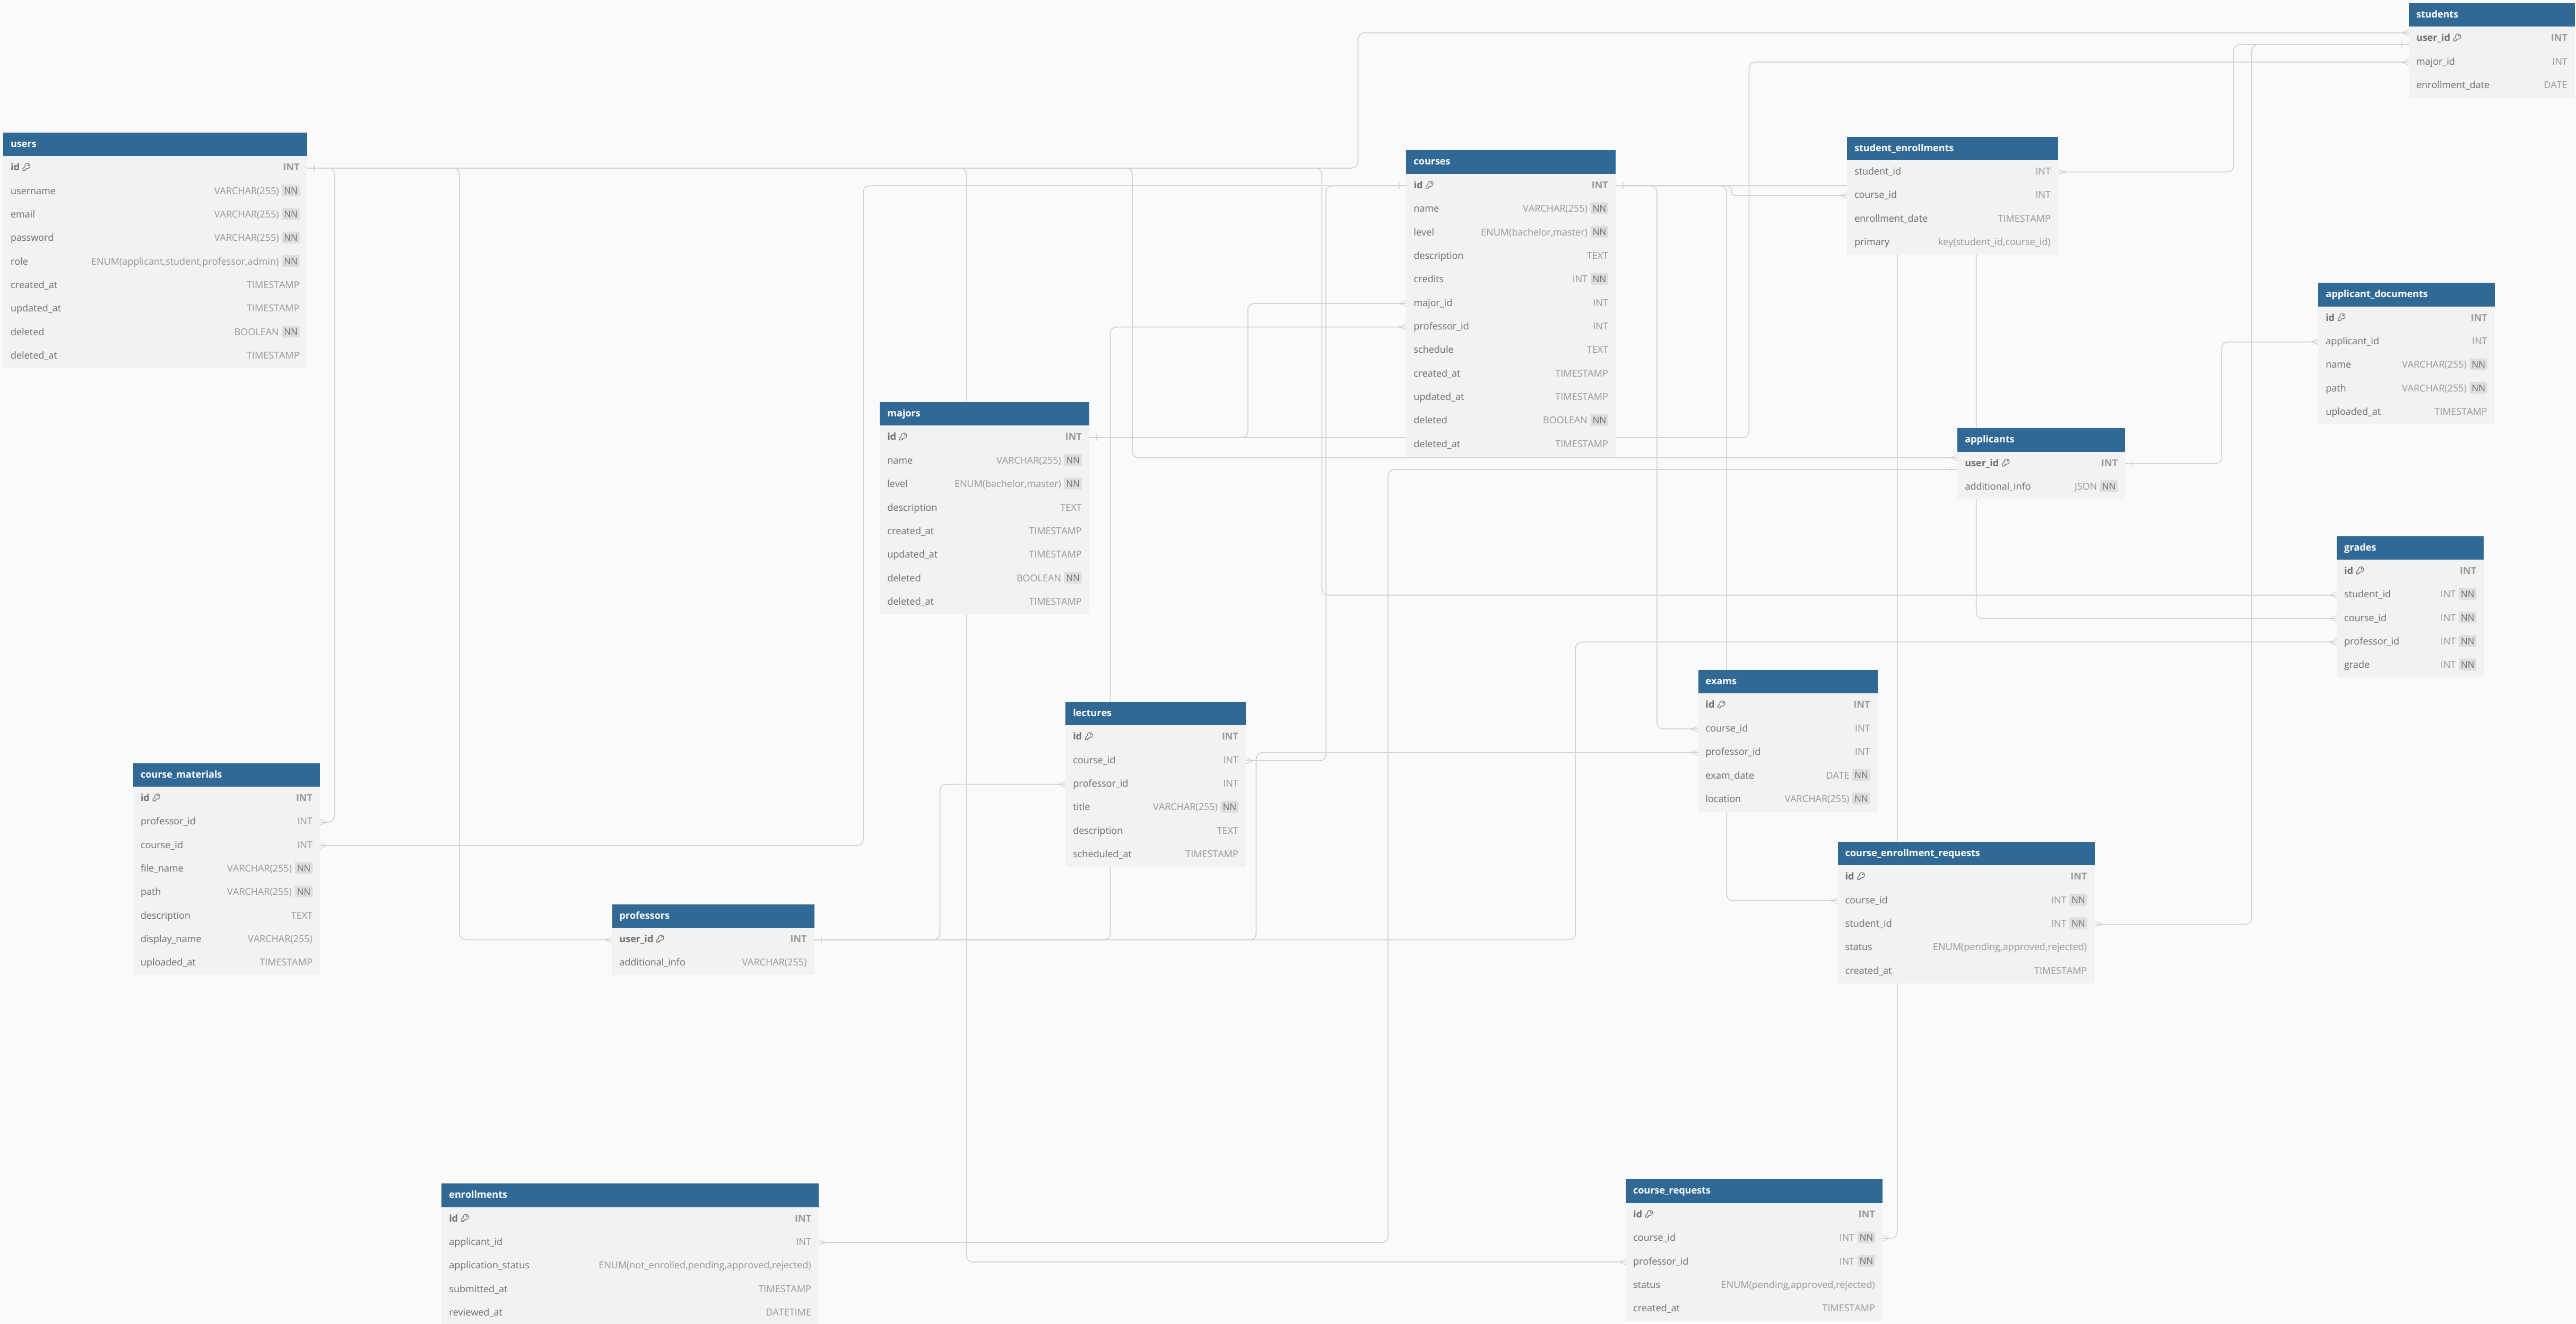 students
user_id INT
major_id INT
enrollment_date DATE
users
id INT
username VARCHAR(255) NN
email VARCHAR(255) NN
password VARCHAR(255) NN
role ENUM(applicant,student,professor,admin) NN
created_at TIMESTAMP
updated_at TIMESTAMP
deleted BOOLEAN NN
deleted_at TIMESTAMP
courses
id INT
name VARCHAR(255) NN
level ENUM(bachelor,master) NN
description TEXT
credits INT NN
major_id INT
professor_id INT
schedule TEXT
created_at TIMESTAMP
updated_at TIMESTAMP
deleted BOOLEAN NN
deleted_at TIMESTAMP
student_enrollments
student_id INT
course_id INT
enrollment_date TIMESTAMP
primary key(student_id,course_id)
applicant_documents
id INT
applicant_id INT
name VARCHAR(255) NN
path VARCHAR(255) NN
uploaded_at TIMESTAMP
majors
id INT
name VARCHAR(255) NN
level ENUM(bachelor,master) NN
description TEXT
created_at TIMESTAMP
updated_at TIMESTAMP
deleted BOOLEAN NN
deleted_at TIMESTAMP
applicants
user_id INT
additional_info JSON NN
grades
id INT
student_id INT NN
course_id INT NN
professor_id INT NN
grade INT NN
exams
id INT
course_id INT
professor_id INT
exam_date DATE NN
location VARCHAR(255) NN
lectures
id INT
course_id INT
professor_id INT
title VARCHAR(255) NN
description TEXT
scheduled_at TIMESTAMP
course_materials
id INT
professor_id INT
course_id INT
file_name VARCHAR(255) NN
path VARCHAR(255) NN
description TEXT
display_name VARCHAR(255)
uploaded_at TIMESTAMP
course_enrollment_requests
id INT
course_id INT NN
student_id INT NN
status ENUM(pending,approved,rejected)
created_at TIMESTAMP
professors
user_id INT
additional_info VARCHAR(255)
enrollments
id INT
applicant_id INT
application_status ENUM(not_enrolled,pending,approved,rejected)
submitted_at TIMESTAMP
reviewed_at DATETIME
course_requests
id INT
course_id INT NN
professor_id INT NN
status ENUM(pending,approved,rejected)
created_at TIMESTAMP